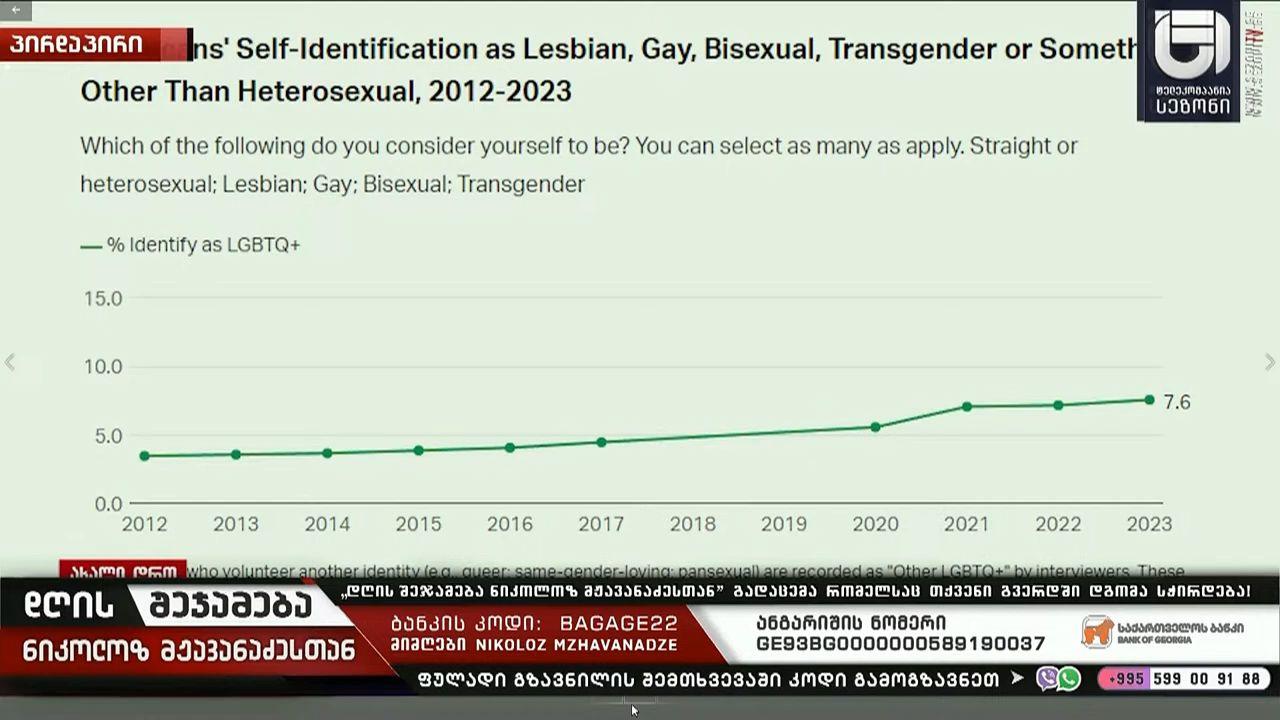 პირდაპირი
ans' Self-Identification as Lesbian, Gay, Bisexual, Transgender or Someth
Other Than Heterosexual, 2012-2023
Which of the following do you consider yourself to be? You can select as many as apply. Straight or
heterosexual; Lesbian; Gay; Bisexual; Transgender
% Identify as LGBTQ+
15.0
10.0
5.0
0.0
7.6
2012 2013 2014 2015 2016 2017 2018 2019 2020 2021 2022 2023
ტელეკომპანია
სეზონი
ახალი დრო
who volunteer another identity (e.g., queer; same-gender-loving; pansexual) are recorded as "Other LGBTQ+" by interviewers. These
დღის შეჯამება
ნიკოლოზ მჟავანაძესთან
„დღის შეჯამება ნიკოლოზ მჟავანაძესთან” გადაცემა რომელსაც თქვენი გვერდში დგომა სჭირდება!
ბანკის კოდი: BAGAGE22
მიმღები NIKOLOZ MZHAVANADZE
ანგარიშის ნომერი
GE93BG0000000589190037
საქართველოს ბანკი
BANK OF GEORGIA
ფულადი გზავნილის შემთხვევაში კოდი გამოგზავნეთ
+995 599 00 91 88